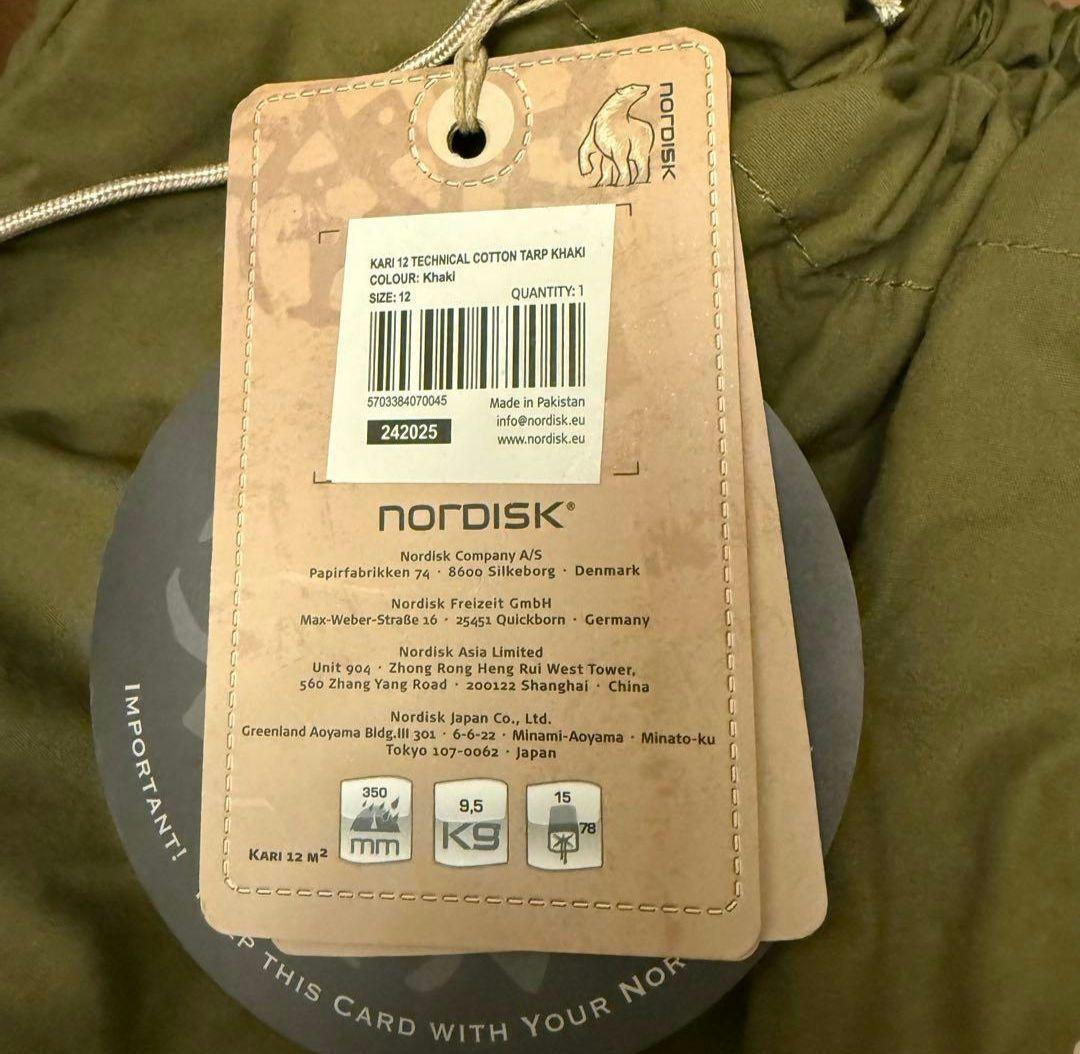 nordisk
KARI 12 TECHNICAL COTTON TARP KHAKI
COLOUR: Khaki
SIZE: 12 QUANTITY: 1
5703384070045 Made in Pakistan
info@nordisk.eu
242025 www.nordisk.eu
nordisk®
Nordisk Company A/S
Papirfabrikken 74 · 8600 Silkeborg · Denmark
Nordisk Freizeit GmbH
Max-Weber-Straße 16 · 25451 Quickborn · Germany
Nordisk Asia Limited
Unit 904 · Zhong Rong Heng Rui West Tower,
560 Zhang Yang Road · 200122 Shanghai · China
Nordisk Japan Co., Ltd.
Greenland Aoyama Bldg.III 301 · 6-6-22 · Minami-Aoyama · Minato-ku
Tokyo 107-0062 · Japan
Kari 12 m²
350
mm
9,5
Kg
15
78
Important!
this Card with Your